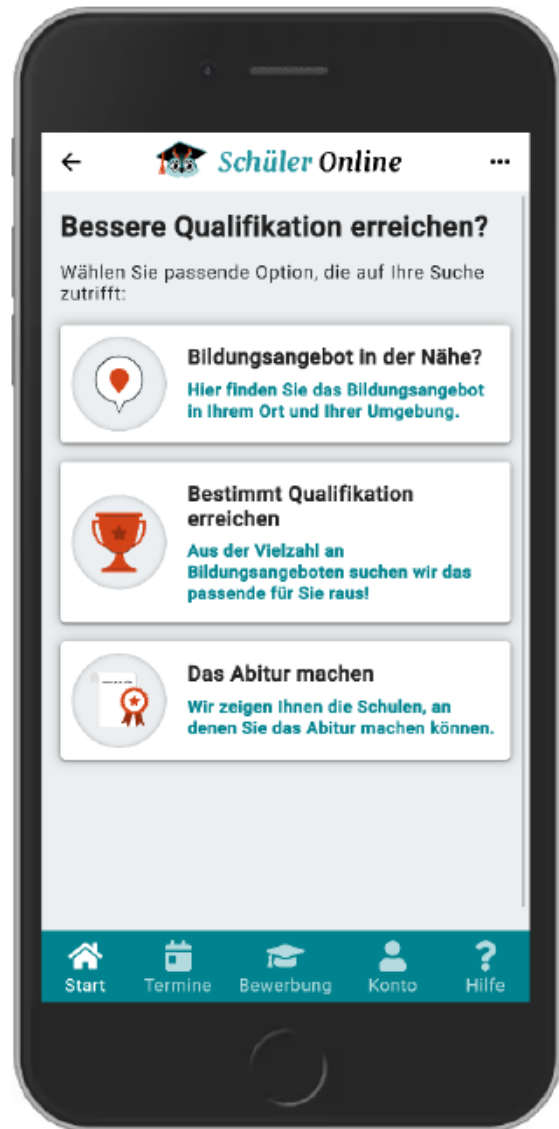 Schüler Online
Bessere Qualifikation erreichen?
Wählen Sie passende Option, die auf Ihre Suche
zutrifft:
Bildungsangebot in der Nähe?
Hier finden Sie das Bildungsangebot
in Ihrem Ort und Ihrer Umgebung.
Bestimmt Qualifikation
erreichen
Aus der Vielzahl an
Bildungsangeboten suchen wir das
passende für Sie raus!
Das Abitur machen
Wir zeigen Ihnen die Schulen, an
denen Sie das Abitur machen können.
Start Termine Bewerbung Konto Hilfe